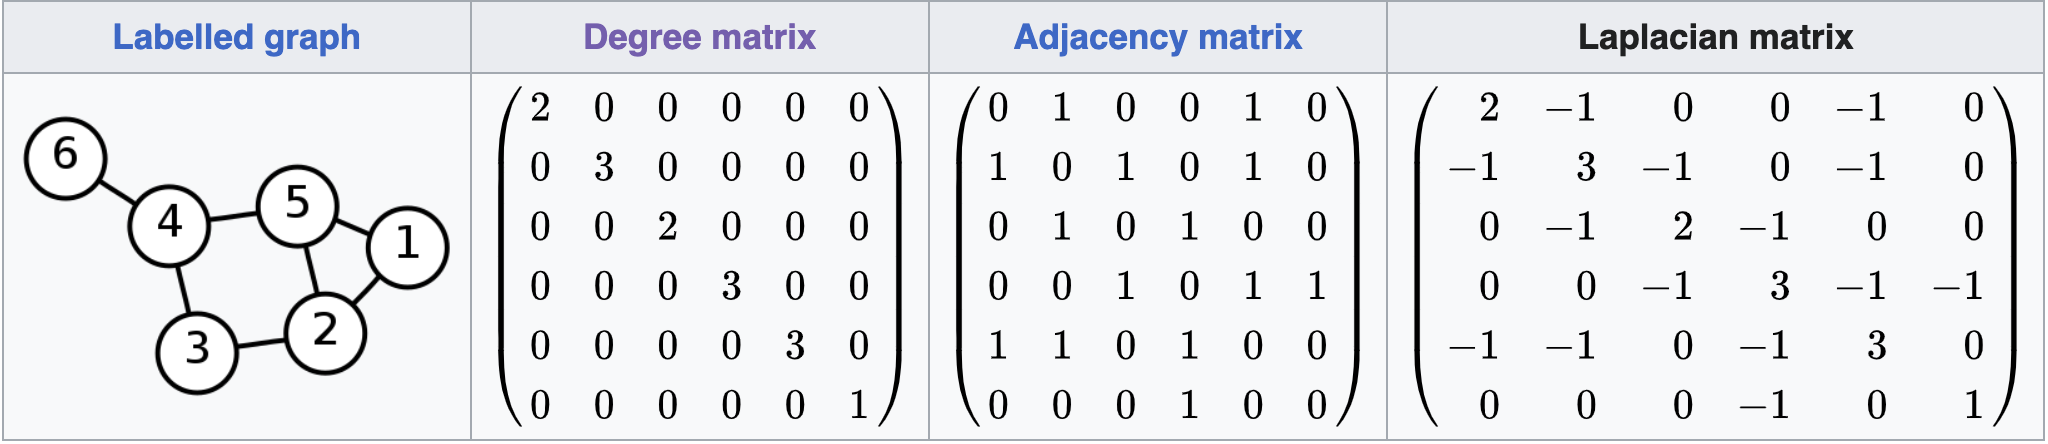 Labelled graph Degree matrix Adjacency matrix Laplacian matrix
6
5
4
1
2
3
2 0 0 0 0 0
0 3 0 0 0 0
0 0 2 0 0 0
0 0 0 3 0 0
0 0 0 0 3 0
0 0 0 0 0 1
0 1 0 0 1 0
1 0 1 0 1 0
0 1 0 1 0 0
0 0 1 0 1 1
1 1 0 1 0 0
0 0 0 1 0 0
2 −1 0 0 −1 0
−1 3 −1 0 −1 0
0 −1 2 −1 0 0
0 0 −1 3 −1 −1
−1 −1 0 −1 3 0
0 0 0 −1 0 1